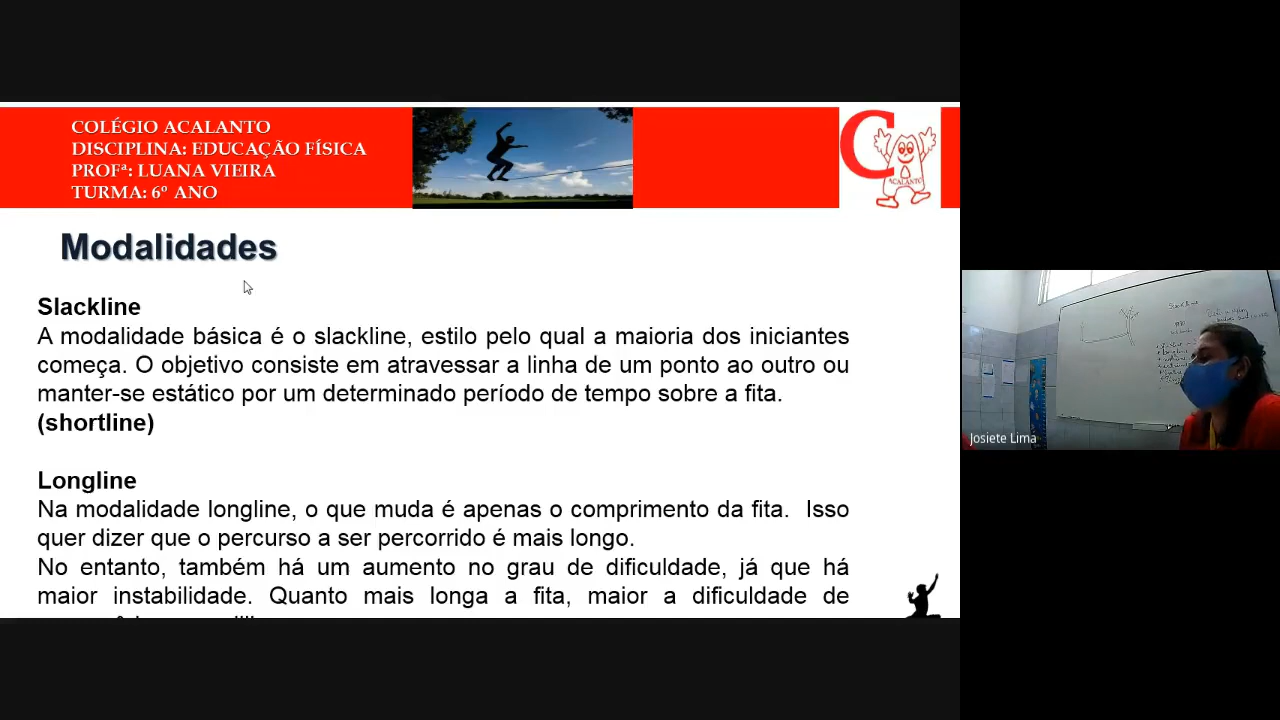 COLÉGIO ACALANTO
DISCIPLINA: EDUCAÇÃO FÍSICA
PROFª: LUANA VIEIRA
TURMA: 6º ANO
C
ACALANTO
Modalidades
Slackline
A modalidade básica é o slackline, estilo pelo qual a maioria dos iniciantes
começa. O objetivo consiste em atravessar a linha de um ponto ao outro ou
manter-se estático por um determinado período de tempo sobre a fita.
(shortline)
Longline
Na modalidade longline, o que muda é apenas o comprimento da fita.  Isso
quer dizer que o percurso a ser percorrido é mais longo.
No entanto, também há um aumento no grau de dificuldade, já que há
maior instabilidade. Quanto mais longa a fita, maior a dificuldade de
Josiete Lima